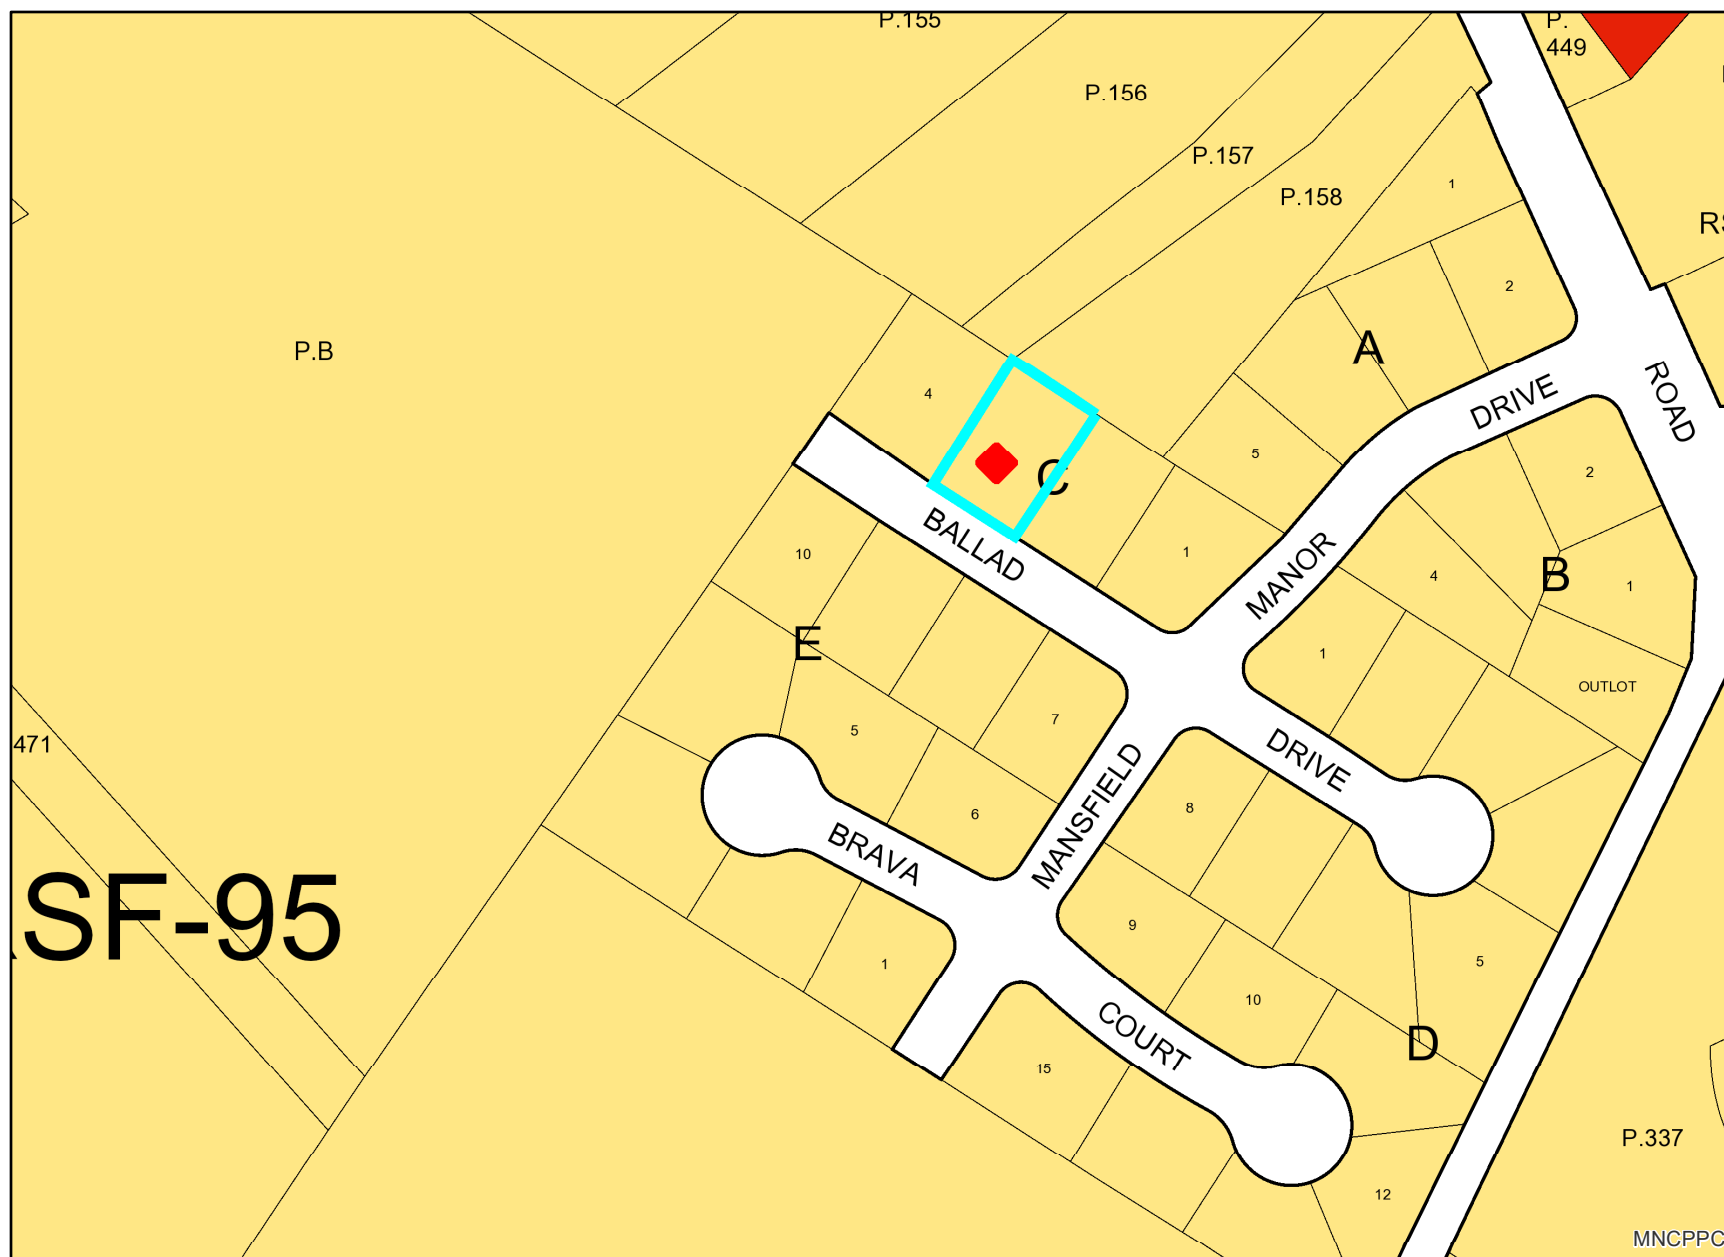 P.155
P.
449
P.156
P.157
P.158
1
RS
2
P.B
A
DRIVE
ROAD
4
C
5
2
BALLAD
10
1
MANOR
4
B
1
E
1
OUTLOT
7
5
471
DRIVE
MANSFIELD
8
6
BRAVA
SF-95
9
1
5
10
COURT
D
15
P.337
12
MNCPPC